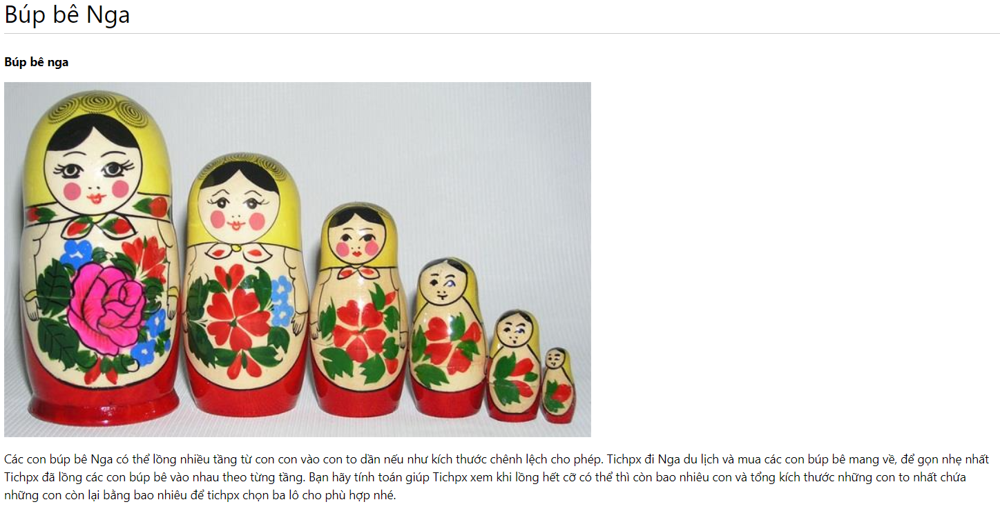 Búp bê Nga
Búp bê nga
Các con búp bê Nga có thể lồng nhiều tầng từ con con vào con to dần nếu như kích thước chênh lệch cho phép. Tichpx đi Nga du lịch và mua các con búp bê mang về, để gọn nhẹ nhất
Tichpx đã lồng các con búp bê vào nhau theo từng tầng. Bạn hãy tính toán giúp Tichpx xem khi lồng hết cỡ có thể thì còn bao nhiêu con và tổng kích thước những con to nhất chứa
những con còn lại bằng bao nhiêu để tichpx chọn ba lô cho phù hợp nhé.